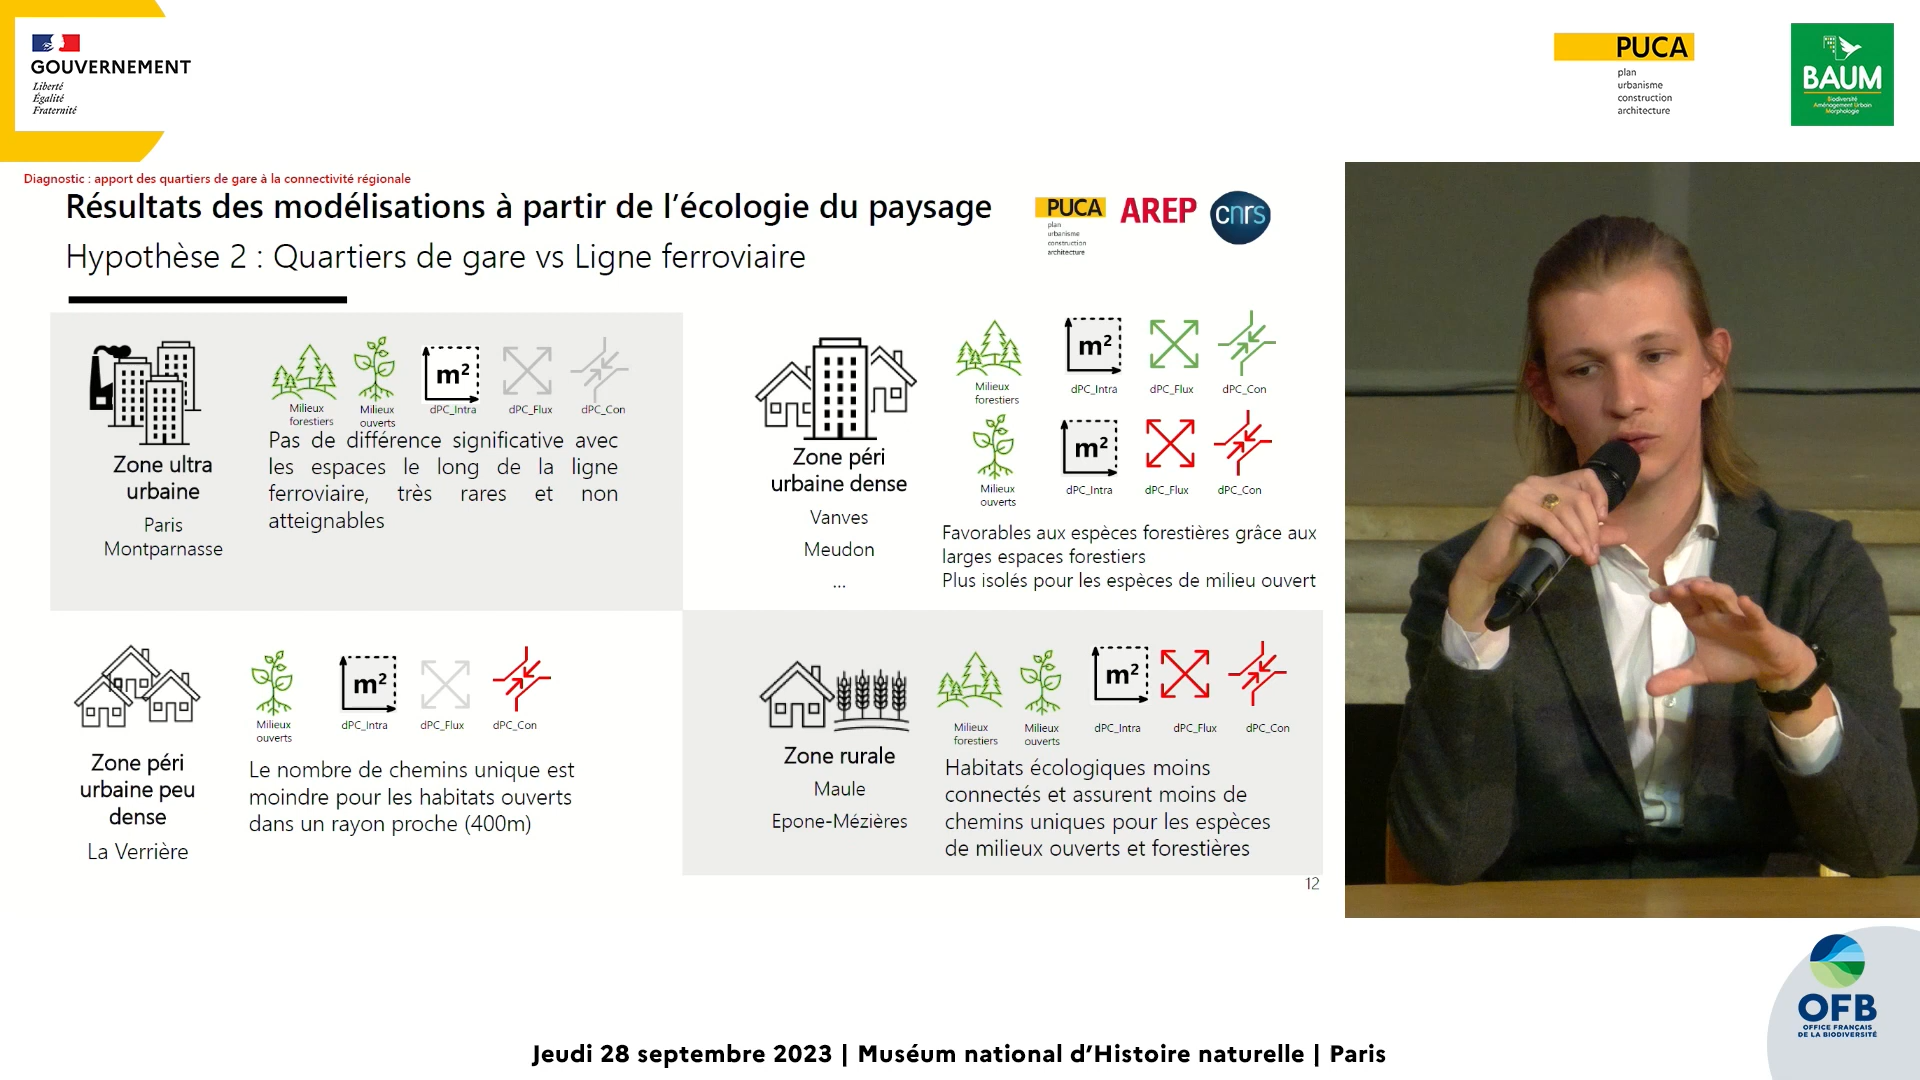 GOUVERNEMENT
Liberté
Égalité
Fraternité
PUCA
plan
urbanisme
construction
architecture
BAUM
Biodiversité
Aménagement Urbain
Morphologie
Diagnostic : apport des quartiers de gare à la connectivité régionale
Résultats des modélisations à partir de l'écologie du paysage
Hypothèse 2 : Quartiers de gare vs Ligne ferroviaire
PUCA
plan
urbanisme
construction
architecture
AREP
cnrs
Zone ultra
urbaine
Paris
Montparnasse
Milieux
forestiers
Milieux
ouverts
m²
dPC_Intra
dPC_Flux
dPC_Con
Pas de différence significative avec
les espaces le long de la ligne
ferroviaire, très rares et non
atteignables
Zone péri
urbaine dense
Vanves
Meudon
...
Milieux
forestiers
m²
dPC_Intra
dPC_Flux
dPC_Con
Milieux
ouverts
m²
dPC_Intra
dPC_Flux
dPC_Con
Favorables aux espèces forestières grâce aux
larges espaces forestiers
Plus isolés pour les espèces de milieu ouvert
Zone péri
urbaine peu
dense
La Verrière
Milieux
ouverts
m²
dPC_Intra
dPC_Flux
dPC_Con
Le nombre de chemins unique est
moindre pour les habitats ouverts
dans un rayon proche (400m)
Zone rurale
Maule
Epone-Mézières
Milieux
forestiers
Milieux
ouverts
m²
dPC_Intra
dPC_Flux
dPC_Con
Habitats écologiques moins
connectés et assurent moins de
chemins uniques pour les espèces
de milieux ouverts et forestières
12
OFB
OFFICE FRANÇAIS
DE LA BIODIVERSITÉ
Jeudi 28 septembre 2023 | Muséum national d'Histoire naturelle | Paris